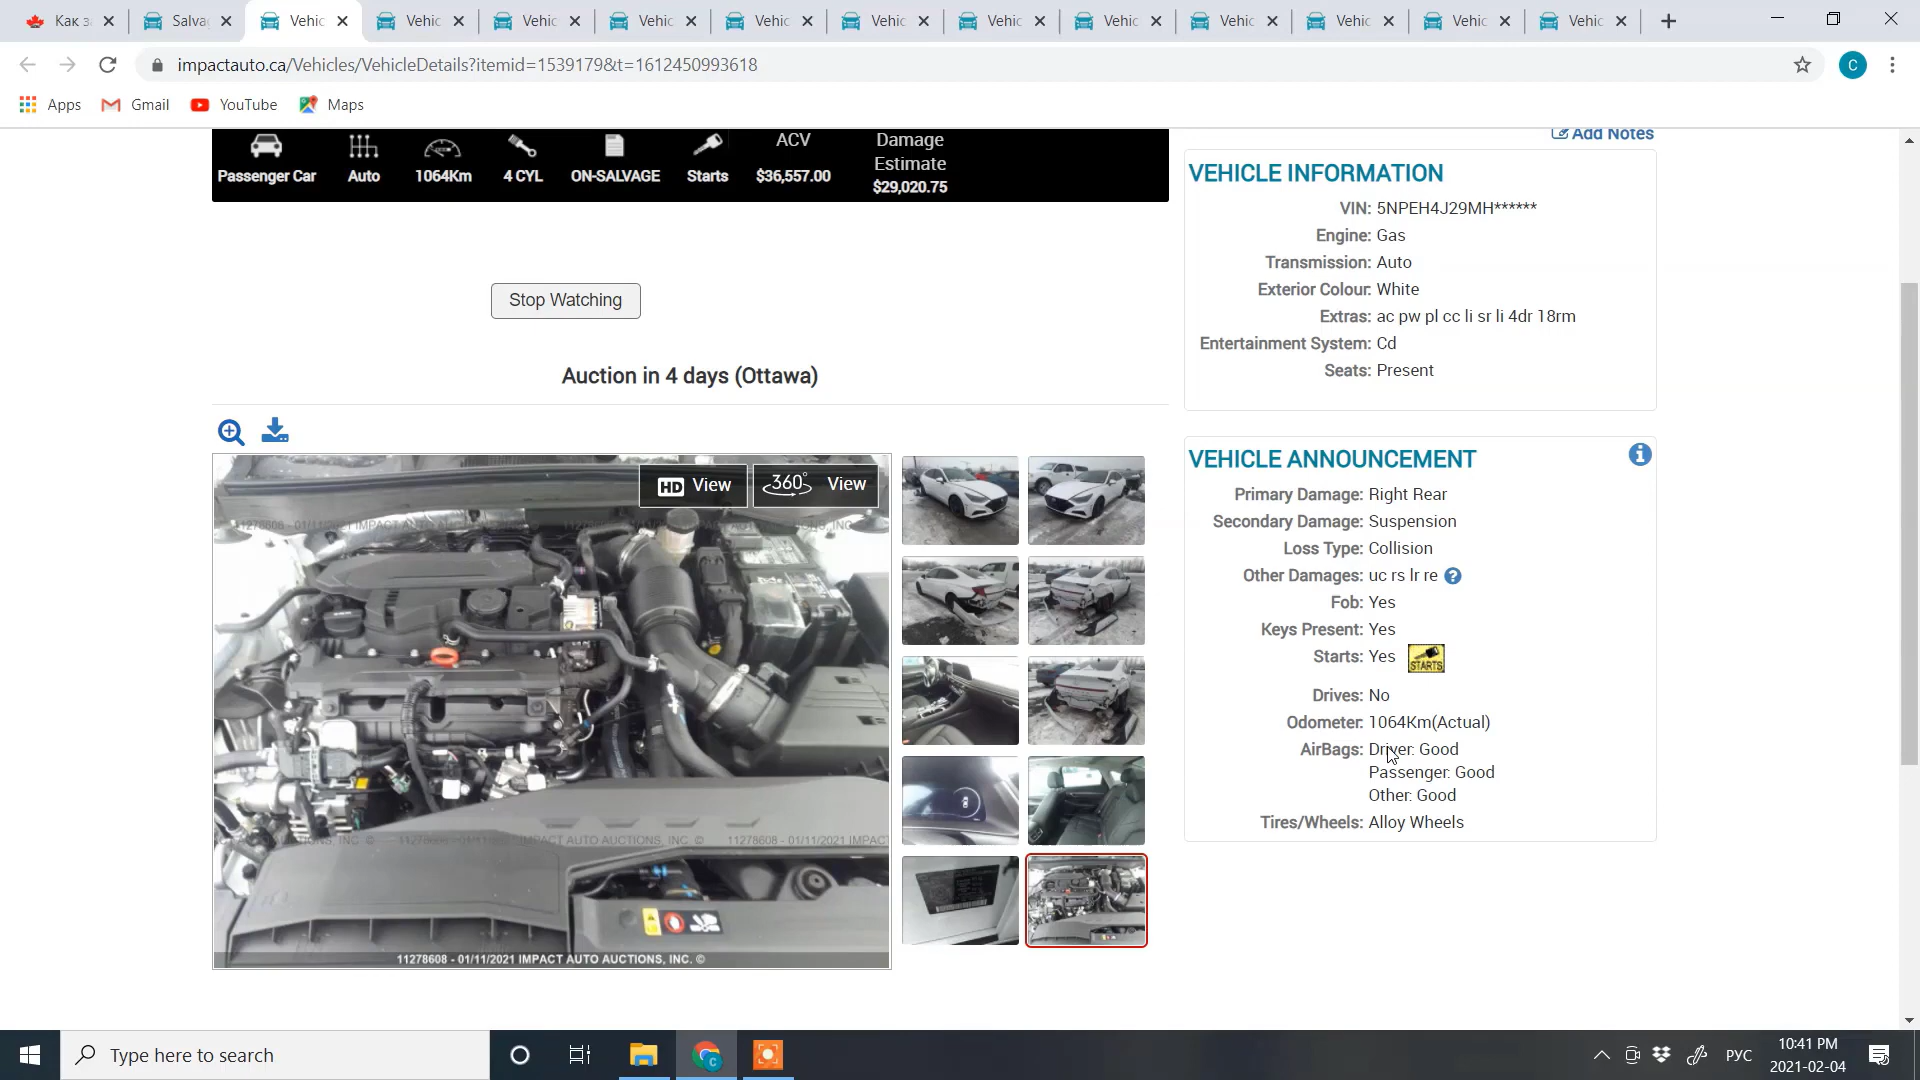 Как за
Salvag
Vehic
Vehic
Vehic
Vehic
Vehic
Vehic
Vehic
Vehic
Vehic
Vehic
Vehic
Vehic
impactauto.ca/Vehicles/VehicleDetails?itemid=1539179&t=1612450993618
C
Apps
Gmail
YouTube
Maps
Passenger Car
Auto
1064Km
4 CYL
ON-SALVAGE
Starts
ACV
$36,557.00
Damage
Estimate
$29,020.75
Stop Watching
Auction in 4 days (Ottawa)
HD View
360° View
11278608 - 01/11/2021 IMPACT AUTO AUCTIONS, INC. ©
Add Notes
VEHICLE INFORMATION
VIN: 5NPEH4J29MH******
Engine: Gas
Transmission: Auto
Exterior Colour: White
Extras: ac pw pl cc li sr li 4dr 18rm
Entertainment System: Cd
Seats: Present
VEHICLE ANNOUNCEMENT
Primary Damage: Right Rear
Secondary Damage: Suspension
Loss Type: Collision
Other Damages: uc rs lr re
Fob: Yes
Keys Present: Yes
Starts: Yes STARTS
Drives: No
Odometer: 1064Km(Actual)
AirBags: Driver: Good
Passenger: Good
Other: Good
Tires/Wheels: Alloy Wheels
Type here to search
РУС
10:41 PM
2021-02-04